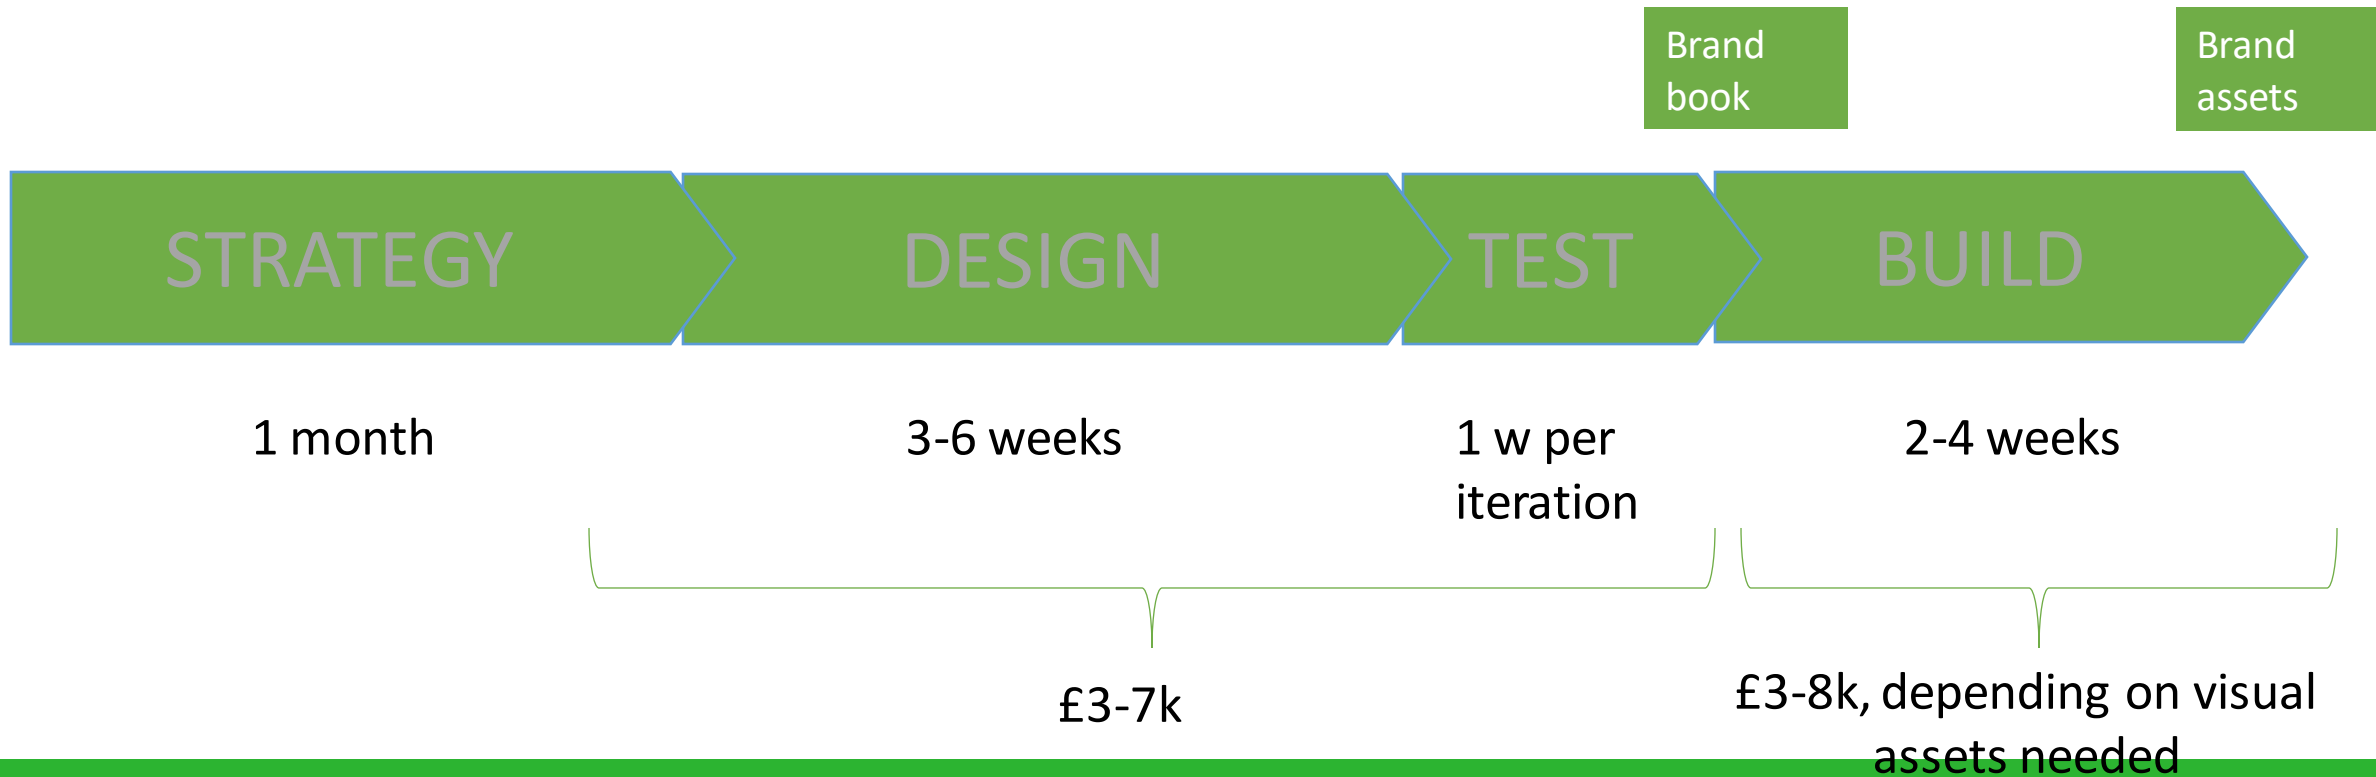 Brand
book
Brand
assets
STRATEGY
DESIGN
TEST
BUILD
1 month
3-6 weeks
1 w per
iteration
2-4 weeks
£3-7k
£3-8k, depending on visual
assets needed